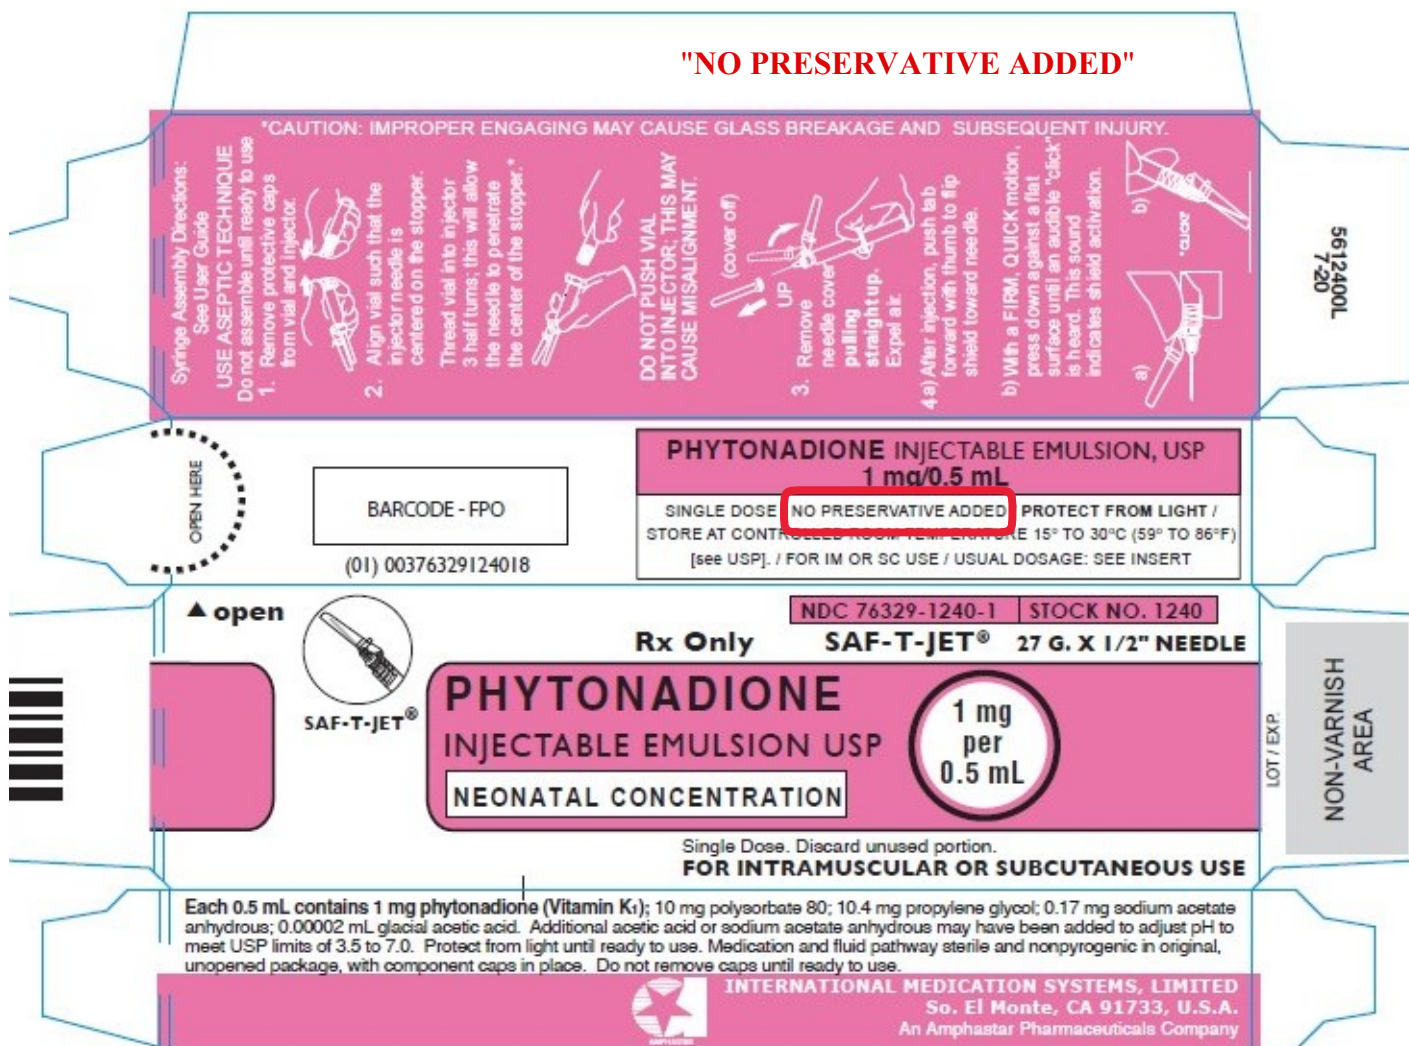 "NO PRESERVATIVE ADDED"
*CAUTION: IMPROPER ENGAGING MAY CAUSE GLASS BREAKAGE AND SUBSEQUENT INJURY.
Syringe Assembly Directions:
See User Guide
USE ASEPTIC TECHNIQUE
Do not assemble until ready to use
1. Remove protective caps
from vial and injector.
2. Align vial such that the
injector needle is
centered on the stopper.
Thread vial into injector
3 half turns; this will allow
the needle to penetrate
the center of the stopper.*
DO NOT PUSH VIAL
INTO INJECTOR; THIS MAY
CAUSE MISALIGNMENT.
(cover off)
UP
3. Remove
needle cover
pulling
straight up.
Expel air.
4 a) After injection, push tab
forward with thumb to flip
shield toward needle.
b) With a FIRM, QUICK motion,
press down against a flat
surface until an audible "click"
is heard. This sound
indicates shield activation.
a)
b)
"CLICK"
5612400L
7-20
OPEN HERE
BARCODE - FPO
(01) 00376329124018
PHYTONADIONE INJECTABLE EMULSION, USP
1 mg/0.5 mL
SINGLE DOSE NO PRESERVATIVE ADDED PROTECT FROM LIGHT /
STORE AT CONTROLLED ROOM TEMPERATURE 15° TO 30°C (59° TO 86°F)
[see USP]. / FOR IM OR SC USE / USUAL DOSAGE: SEE INSERT
▲ open
SAF-T-JET®
NDC 76329-1240-1 STOCK NO. 1240
Rx Only SAF-T-JET® 27 G. X 1/2" NEEDLE
PHYTONADIONE
INJECTABLE EMULSION USP
NEONATAL CONCENTRATION
1 mg
per
0.5 mL
LOT / EXP.
NON-VARNISH
AREA
Single Dose. Discard unused portion.
FOR INTRAMUSCULAR OR SUBCUTANEOUS USE
Each 0.5 mL contains 1 mg phytonadione (Vitamin K₁); 10 mg polysorbate 80; 10.4 mg propylene glycol; 0.17 mg sodium acetate
anhydrous; 0.00002 mL glacial acetic acid. Additional acetic acid or sodium acetate anhydrous may have been added to adjust pH to
meet USP limits of 3.5 to 7.0. Protect from light until ready to use. Medication and fluid pathway sterile and nonpyrogenic in original,
unopened package, with component caps in place. Do not remove caps until ready to use.
INTERNATIONAL MEDICATION SYSTEMS, LIMITED
So. El Monte, CA 91733, U.S.A.
An Amphastar Pharmaceuticals Company
AMPHASTAR